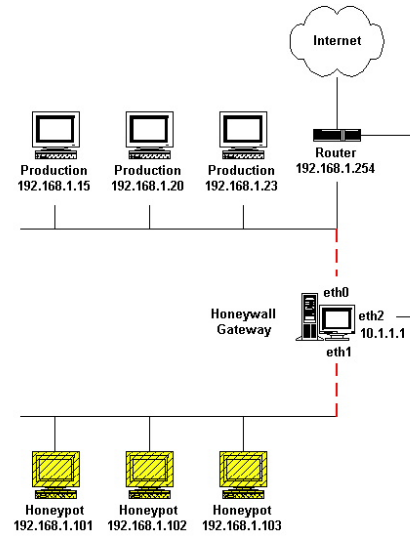 Internet
Production
192.168.1.15
Production
192.168.1.20
Production
192.168.1.23
Router
192.168.1.254
Honeywall
Gateway
eth0
eth2
10.1.1.1
eth1
Honeypot
192.168.1.101
Honeypot
192.168.1.102
Honeypot
192.168.1.103